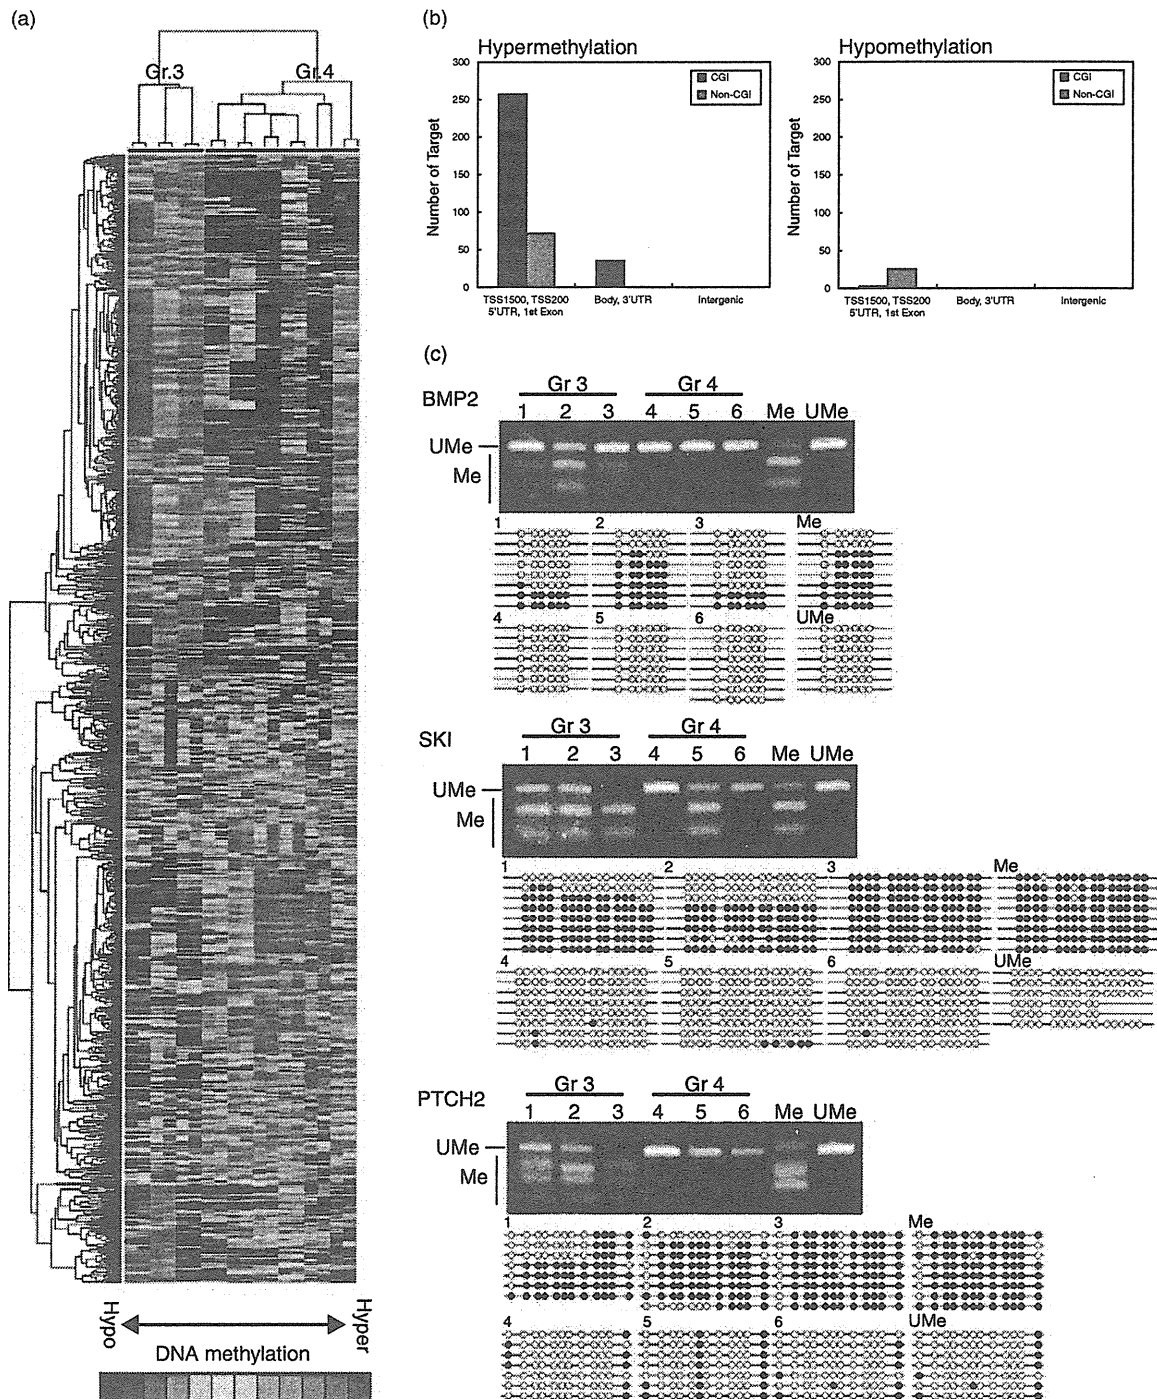 (a)
Gr.3
Gr.4
Hypo
Hyper
DNA methylation
(b)
Hypermethylation
300
250
200
150
100
50
0
Number of Target
CGI
Non-CGI
TSS1500, TSS200
5'UTR, 1st Exon
Body, 3'UTR
Intergenic
Hypomethylation
300
250
200
150
100
50
0
Number of Target
CGI
Non-CGI
TSS1500, TSS200
5'UTR, 1st Exon
Body, 3'UTR
Intergenic
(c)
BMP2
Gr 3
Gr 4
1 2 3 4 5 6 Me UMe
UMe
Me
1 2 3 Me
4 5 6 UMe
SKI
Gr 3
Gr 4
1 2 3 4 5 6 Me UMe
UMe
Me
1 2 3 Me
4 5 6 UMe
PTCH2
Gr 3
Gr 4
1 2 3 4 5 6 Me UMe
UMe
Me
1 2 3 Me
4 5 6 UMe